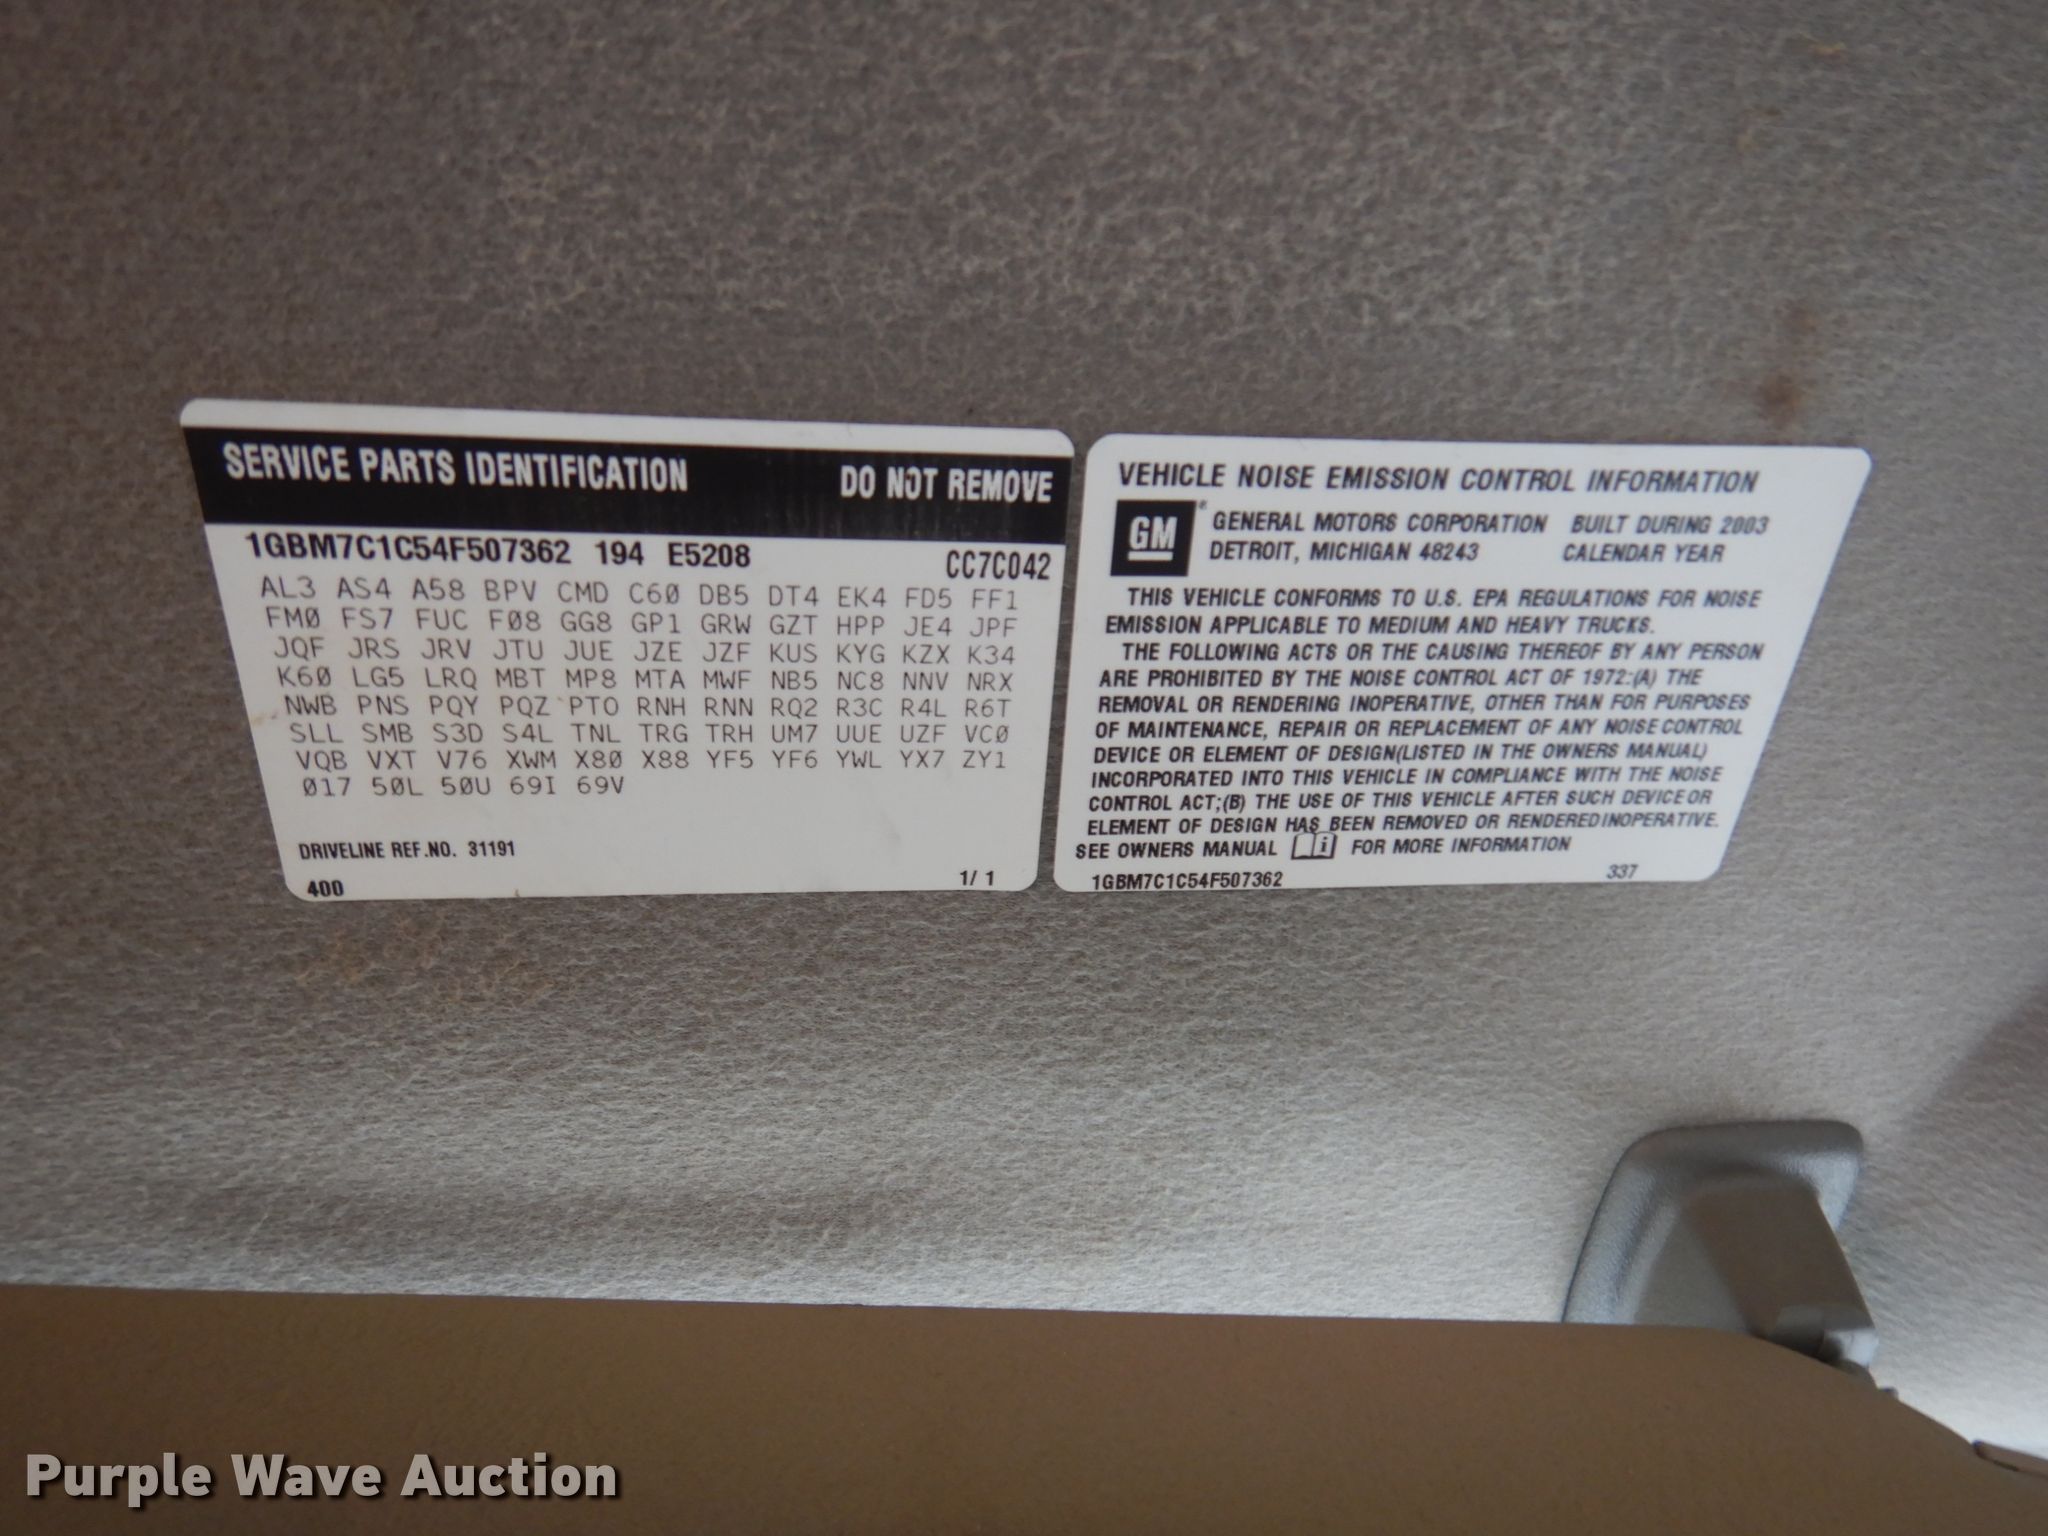 SERVICE PARTS IDENTIFICATION DO NOT REMOVE
1GBM7C1C54F507362 194 E5208 CC7C042
AL3 AS4 A58 BPV CMD C60 DB5 DT4 EK4 FD5 FF1
FM0 FS7 FUC F08 GG8 GP1 GRW GZT HPP JE4 JPF
JQF JRS JRV JTU JUE JZE JZF KUS KYG KZX K34
K60 LG5 LRQ MBT MP8 MTA MWF NB5 NC8 NNV NRX
NWB PNS PQY PQZ PTO RNH RNN RQ2 R3C R4L R6T
SLL SMB S3D S4L TNL TRG TRH UM7 UUE UZF VC0
VQB VXT V76 XWM X80 X88 YF5 YF6 YWL YX7 ZY1
017 50L 50U 69I 69V
DRIVELINE REF.NO. 31191
400 1/ 1
VEHICLE NOISE EMISSION CONTROL INFORMATION
GM ® GENERAL MOTORS CORPORATION BUILT DURING 2003
DETROIT, MICHIGAN 48243 CALENDAR YEAR
THIS VEHICLE CONFORMS TO U.S. EPA REGULATIONS FOR NOISE
EMISSION APPLICABLE TO MEDIUM AND HEAVY TRUCKS.
THE FOLLOWING ACTS OR THE CAUSING THEREOF BY ANY PERSON
ARE PROHIBITED BY THE NOISE CONTROL ACT OF 1972:(A) THE
REMOVAL OR RENDERING INOPERATIVE, OTHER THAN FOR PURPOSES
OF MAINTENANCE, REPAIR OR REPLACEMENT OF ANY NOISE CONTROL
DEVICE OR ELEMENT OF DESIGN(LISTED IN THE OWNERS MANUAL)
INCORPORATED INTO THIS VEHICLE IN COMPLIANCE WITH THE NOISE
CONTROL ACT;(B) THE USE OF THIS VEHICLE AFTER SUCH DEVICE OR
ELEMENT OF DESIGN HAS BEEN REMOVED OR RENDERED INOPERATIVE.
SEE OWNERS MANUAL i FOR MORE INFORMATION
1GBM7C1C54F507362 337
Purple Wave Auction